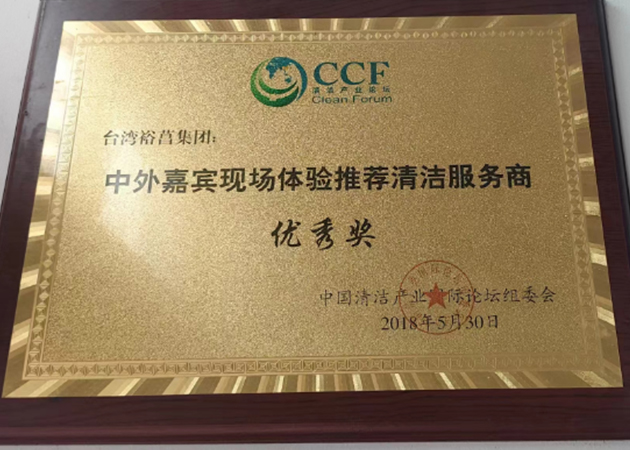 CCF
清洁产业论坛
Clean Forum
台湾裕菖集团:
中外嘉宾现场体验推荐清洁服务商
优秀奖
中国清洁产业国际论坛组委会
2018年5月30日